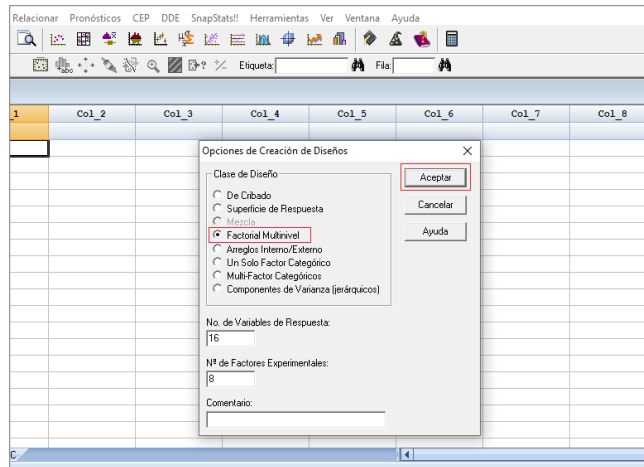 Relacionar Pronósticos CEP DDE SnapStats!! Herramientas Ver Ventana Ayuda
Etiqueta: Fila:
_1 Col_2 Col_3 Col_4 Col_5 Col_6 Col_7 Col_8
Opciones de Creación de Diseños
Clase de Diseño
De Cribado
Superficie de Respuesta
Mezcla
Factorial Multinivel
Arreglos Interno/Externo
Un Solo Factor Categórico
Multi-Factor Categóricos
Componentes de Varianza (jerárquicos)
Aceptar
Cancelar
Ayuda
No. de Variables de Respuesta:
16
Nº de Factores Experimentales:
8
Comentario:
C